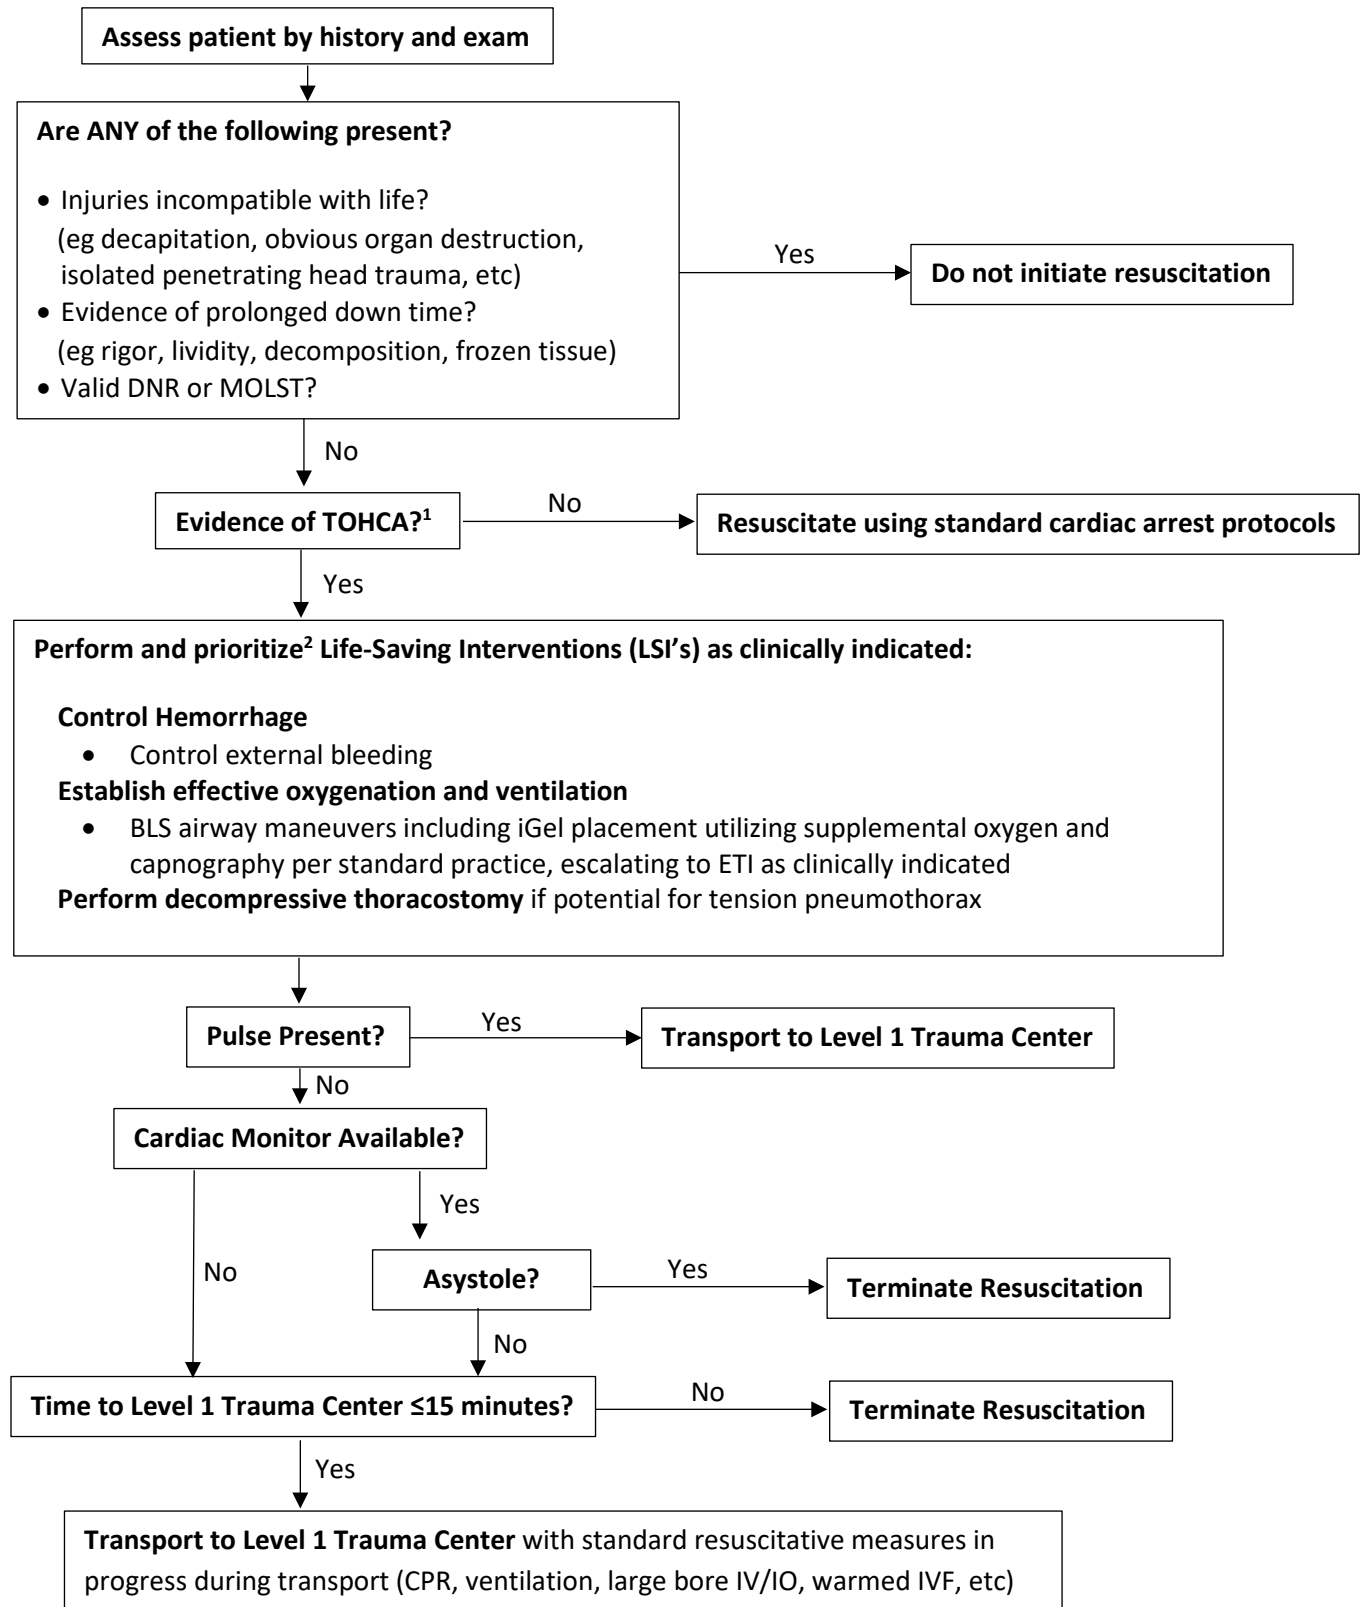 Assess patient by history and exam
Are ANY of the following present?
• Injuries incompatible with life?
(eg decapitation, obvious organ destruction,
isolated penetrating head trauma, etc)
• Evidence of prolonged down time?
(eg rigor, lividity, decomposition, frozen tissue)
• Valid DNR or MOLST?
Yes
Do not initiate resuscitation
No
Evidence of TOHCA?¹
No
Resuscitate using standard cardiac arrest protocols
Yes
Perform and prioritize² Life-Saving Interventions (LSI's) as clinically indicated:
Control Hemorrhage
• Control external bleeding
Establish effective oxygenation and ventilation
• BLS airway maneuvers including iGel placement utilizing supplemental oxygen and
capnography per standard practice, escalating to ETI as clinically indicated
Perform decompressive thoracostomy if potential for tension pneumothorax
Pulse Present?
Yes
Transport to Level 1 Trauma Center
No
Cardiac Monitor Available?
Yes
No
Asystole?
Yes
Terminate Resuscitation
No
Time to Level 1 Trauma Center ≤15 minutes?
No
Terminate Resuscitation
Yes
Transport to Level 1 Trauma Center with standard resuscitative measures in
progress during transport (CPR, ventilation, large bore IV/IO, warmed IVF, etc)